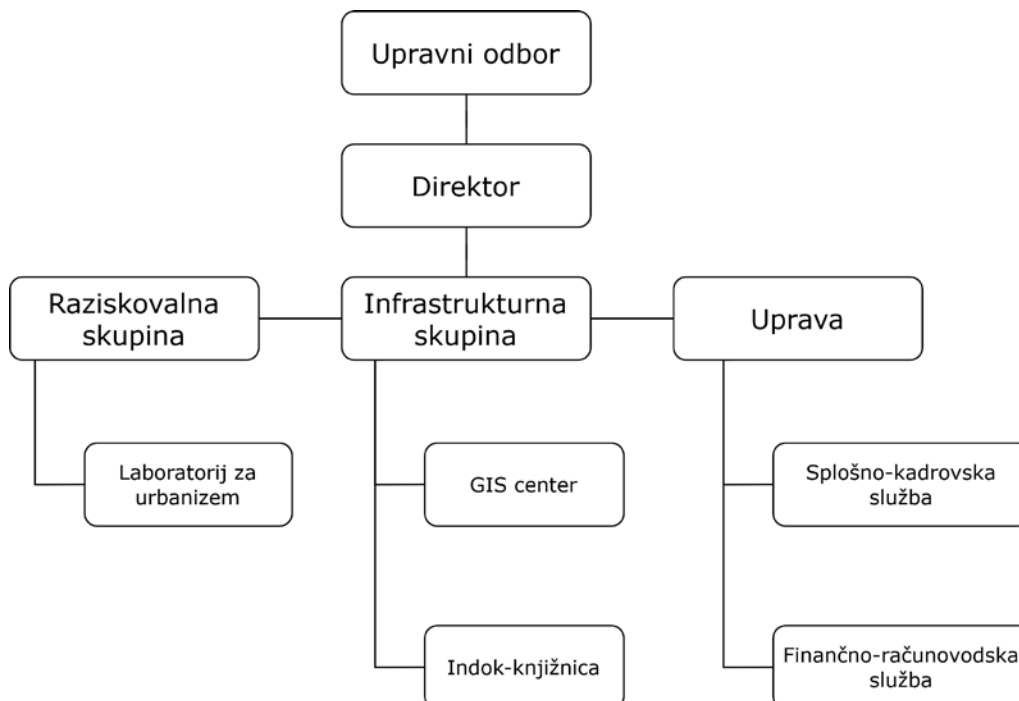 Upravni odbor
Direktor
Raziskovalna
skupina
Infrastrukturna
skupina
Uprava
Laboratorij za
urbanizem
GIS center
Splošno-kadrovska
služba
Indok-knjižnica
Finančno-računovodska
služba